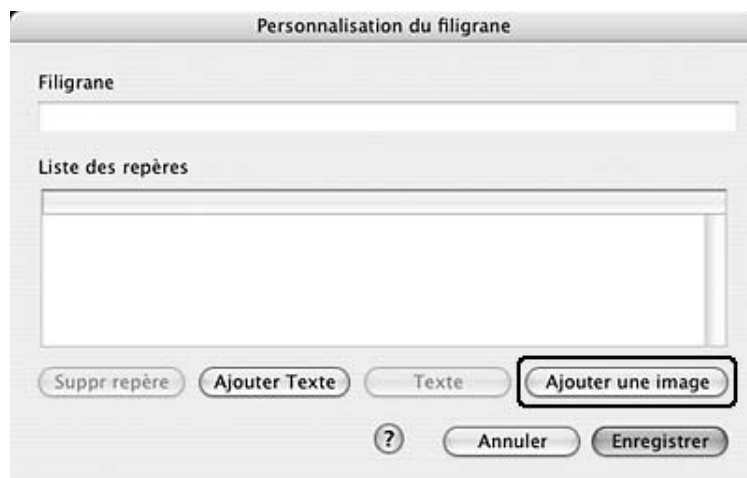 Personnalisation du filigrane
Filigrane
Liste des repères
Suppr repère Ajouter Texte Texte Ajouter une image
? Annuler Enregistrer